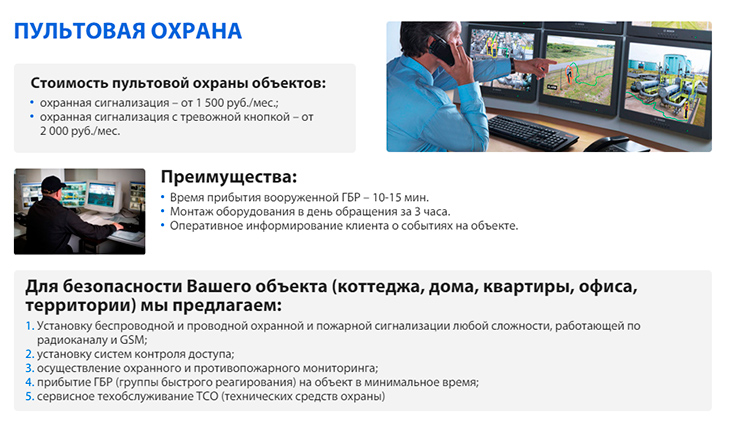 ПУЛЬТОВАЯ ОХРАНА
Стоимость пультовой охраны объектов:
• охранная сигнализация – от 1 500 руб./мес.;
• охранная сигнализация с тревожной кнопкой – от
2 000 руб./мес.
Преимущества:
• Время прибытия вооруженной ГБР – 10-15 мин.
• Монтаж оборудования в день обращения за 3 часа.
• Оперативное информирование клиента о событиях на объекте.
Для безопасности Вашего объекта (коттеджа, дома, квартиры, офиса,
территории) мы предлагаем:
1. Установку беспроводной и проводной охранной и пожарной сигнализации любой сложности, работающей по
радиоканалу и GSM;
2. установку систем контроля доступа;
3. осуществление охранного и противопожарного мониторинга;
4. прибытие ГБР (группы быстрого реагирования) на объект в минимальное время;
5. сервисное техобслуживание ТСО (технических средств охраны)